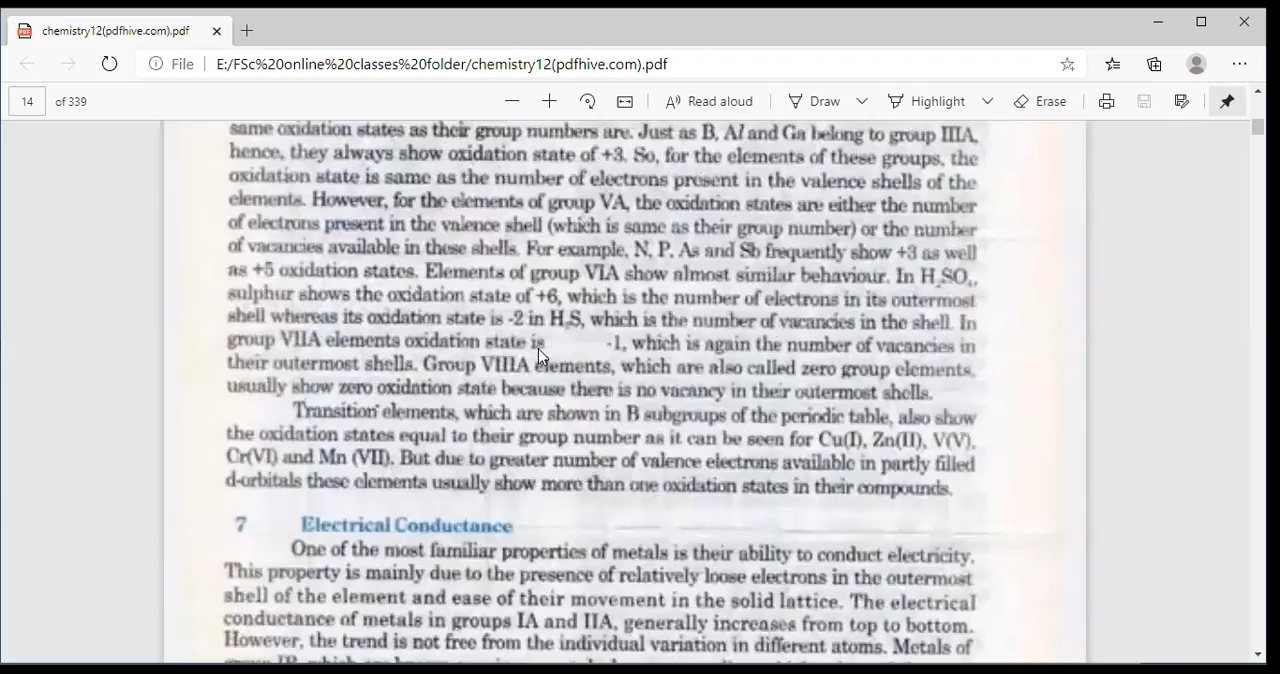 chemistry12(pdfhive.com).pdf
File E:/FSc%20online%20classes%20folder/chemistry12(pdfhive.com).pdf
14 of 339 Read aloud Draw Highlight Erase
same oxidation states as their group numbers are. Just as B, Al and Ga belong to group IIIA,
hence, they always show oxidation state of +3. So, for the elements of these groups, the
oxidation state is same as the number of electrons present in the valence shells of the
elements. However, for the elements of group VA, the oxidation states are either the number
of electrons present in the valence shell (which is same as their group number) or the number
of vacancies available in these shells. For example, N, P, As and Sb frequently show +3 as well
as +5 oxidation states. Elements of group VIA show almost similar behaviour. In H₂SO₄,
sulphur shows the oxidation state of +6, which is the number of electrons in its outermost
shell whereas its oxidation state is -2 in H₂S, which is the number of vacancies in the shell. In
group VIIA elements oxidation state is -1, which is again the number of vacancies in
their outermost shells. Group VIIIA elements, which are also called zero group elements,
usually show zero oxidation state because there is no vacancy in their outermost shells.
Transition elements, which are shown in B subgroups of the periodic table, also show
the oxidation states equal to their group number as it can be seen for Cu(I), Zn(II), V(V),
Cr(VI) and Mn (VII). But due to greater number of valence electrons available in partly filled
d-orbitals these elements usually show more than one oxidation states in their compounds.
7 Electrical Conductance
One of the most familiar properties of metals is their ability to conduct electricity.
This property is mainly due to the presence of relatively loose electrons in the outermost
shell of the element and ease of their movement in the solid lattice. The electrical
conductance of metals in groups IA and IIA, generally increases from top to bottom.
However, the trend is not free from the individual variation in different atoms. Metals of